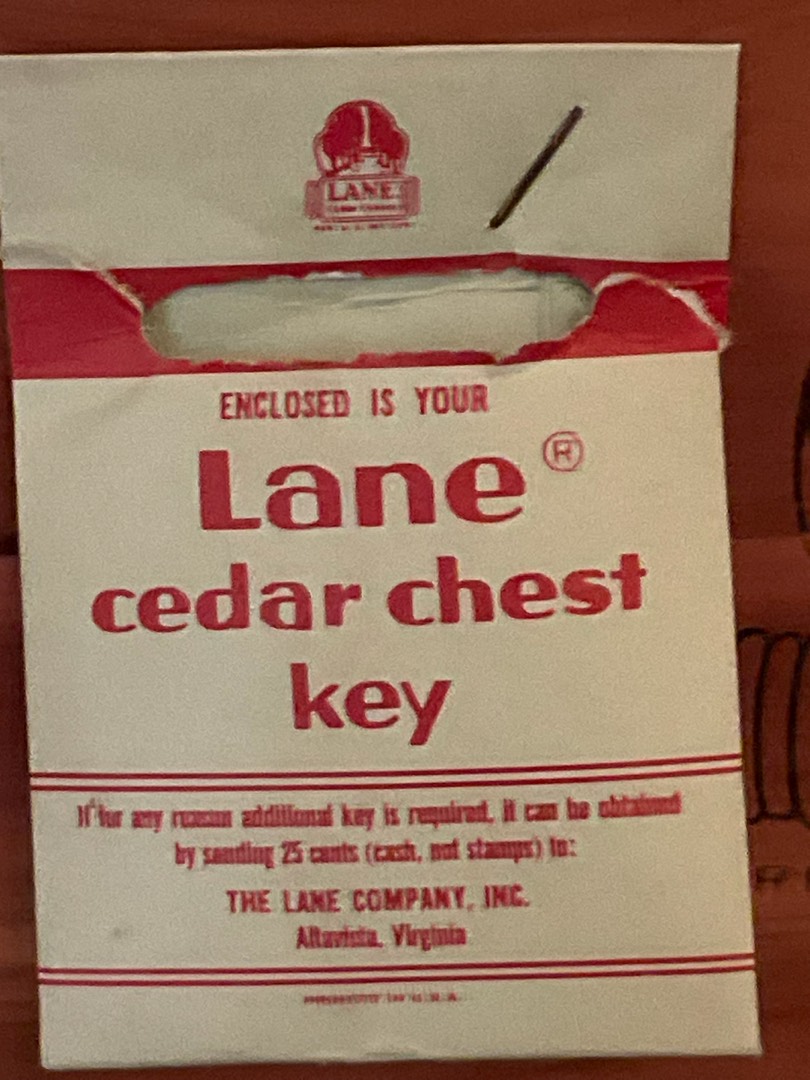 LANE
ENCLOSED IS YOUR
Lane®
cedar chest
key
If for any reason additional key is required, it can be obtained
by sending 25 cents (cash, not stamps) to:
THE LANE COMPANY, INC.
Altavista, Virginia
IN U.S.A.